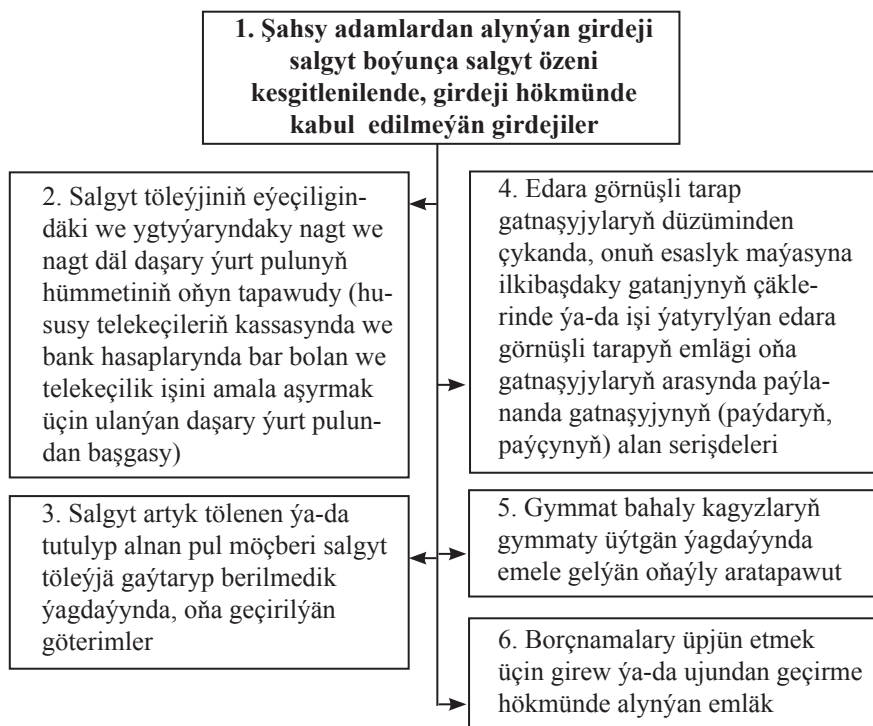 1. Şahsy adamlardan alynýan girdeji
salgyt boýunça salgyt özeni
kesgitlenilende, girdeji hökmünde
kabul edilmeýän girdejiler
2. Salgyt töleýjiniň eýeçiligin-
däki we ygtyýaryndaky nagt we
nagt däl daşary ýurt pulunyň
hümmetiniň oňyn tapawudy (hu-
susy telekeçileriň kassasynda we
bank hasaplarynda bar bolan we
telekeçilik işini amala aşyrmak
üçin ulanýan daşary ýurt pulun-
dan başgasy)
3. Salgyt artyk tölenen ýa-da
tutulyp alnan pul möçberi salgyt
töleýjä gaýtaryp berilmedik
ýagdaýynda, oňa geçirilýän
göterimler
4. Edara görnüşli tarap
gatnaşyjylaryň düzüminden
çykanda, onuň esaslyk maýasyna
ilkibaşdaky gatanjynyň çäkle-
rinde ýa-da işi ýatyrylýan edara
görnüşli tarapyň emlägi oňa
gatnaşyjylaryň arasynda paýla-
nanda gatnaşyjynyň (paýdaryň,
paýçynyň) alan serişdeleri
5. Gymmat bahaly kagyzlaryň
gymmaty üýtgän ýagdaýynda
emele gelýän oňaýly aratapawut
6. Borçnamalary üpjün etmek
üçin girew ýa-da ujundan geçirme
hökmünde alynýan emläk